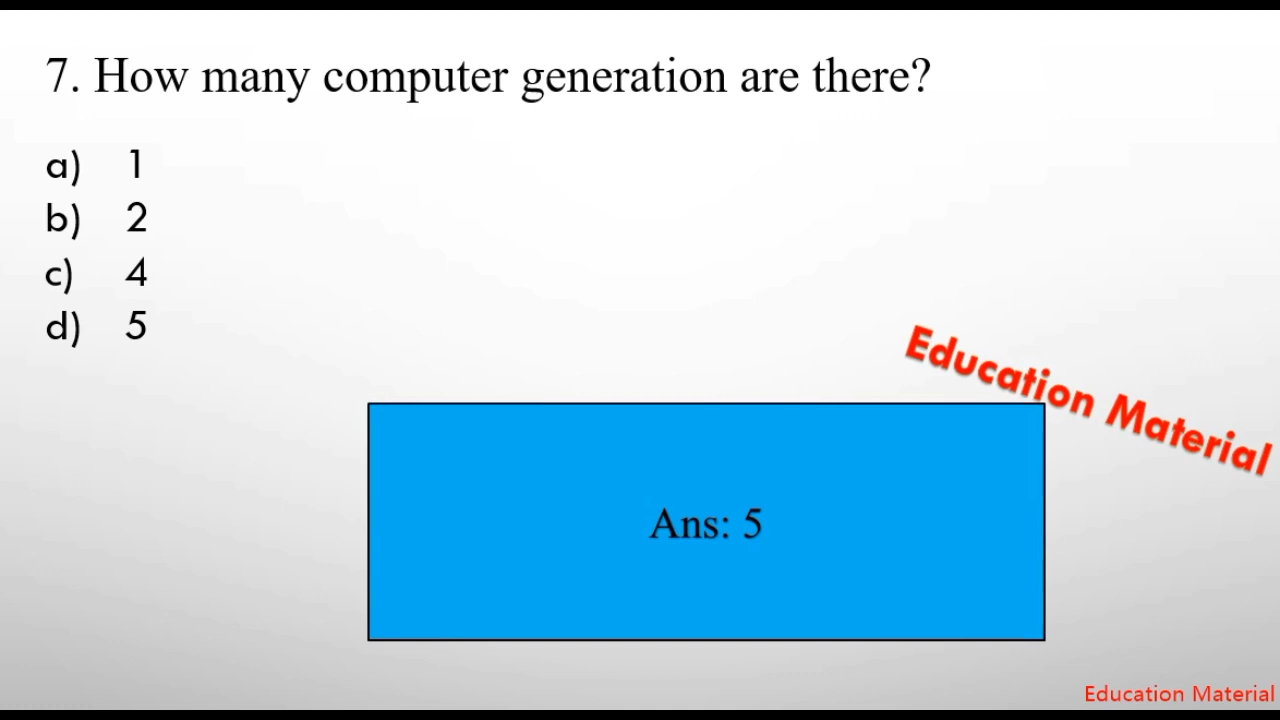 7. How many computer generation are there?
a) 1
b) 2
c) 4
d) 5
Education Material
Ans: 5
Education Material